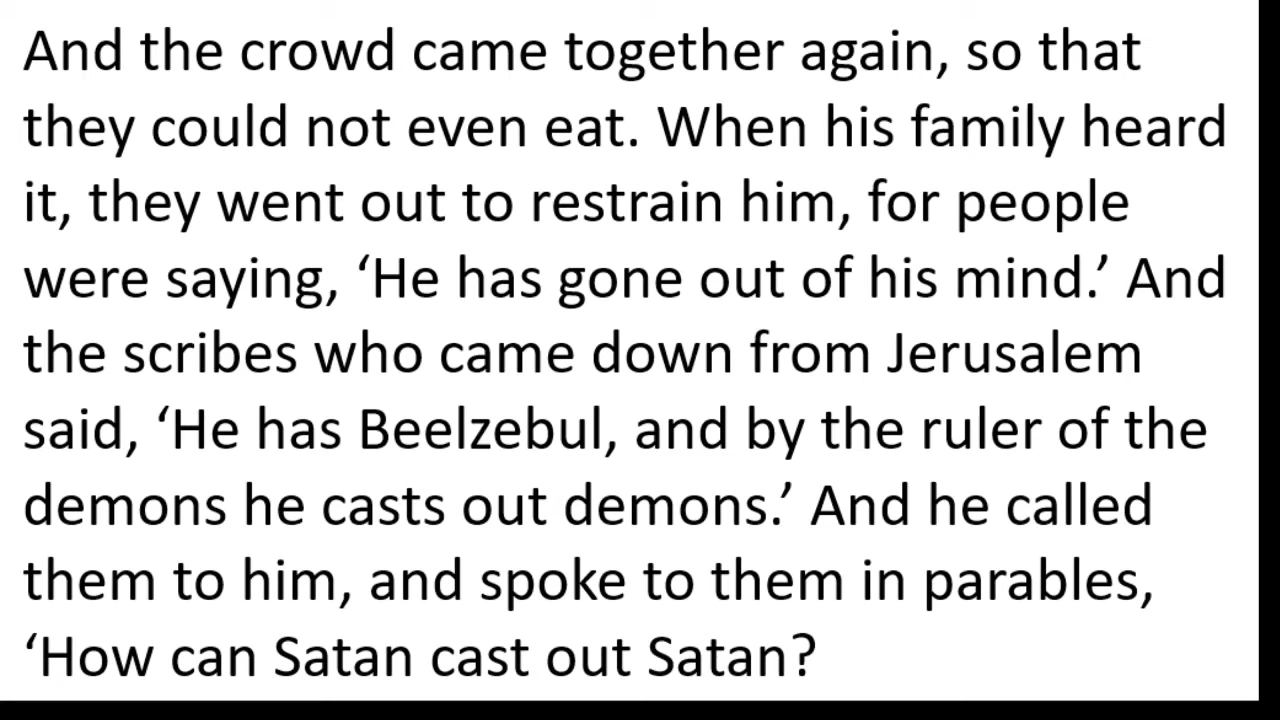 And the crowd came together again, so that
they could not even eat. When his family heard
it, they went out to restrain him, for people
were saying, ‘He has gone out of his mind.’ And
the scribes who came down from Jerusalem
said, ‘He has Beelzebul, and by the ruler of the
demons he casts out demons.’ And he called
them to him, and spoke to them in parables,
‘How can Satan cast out Satan?